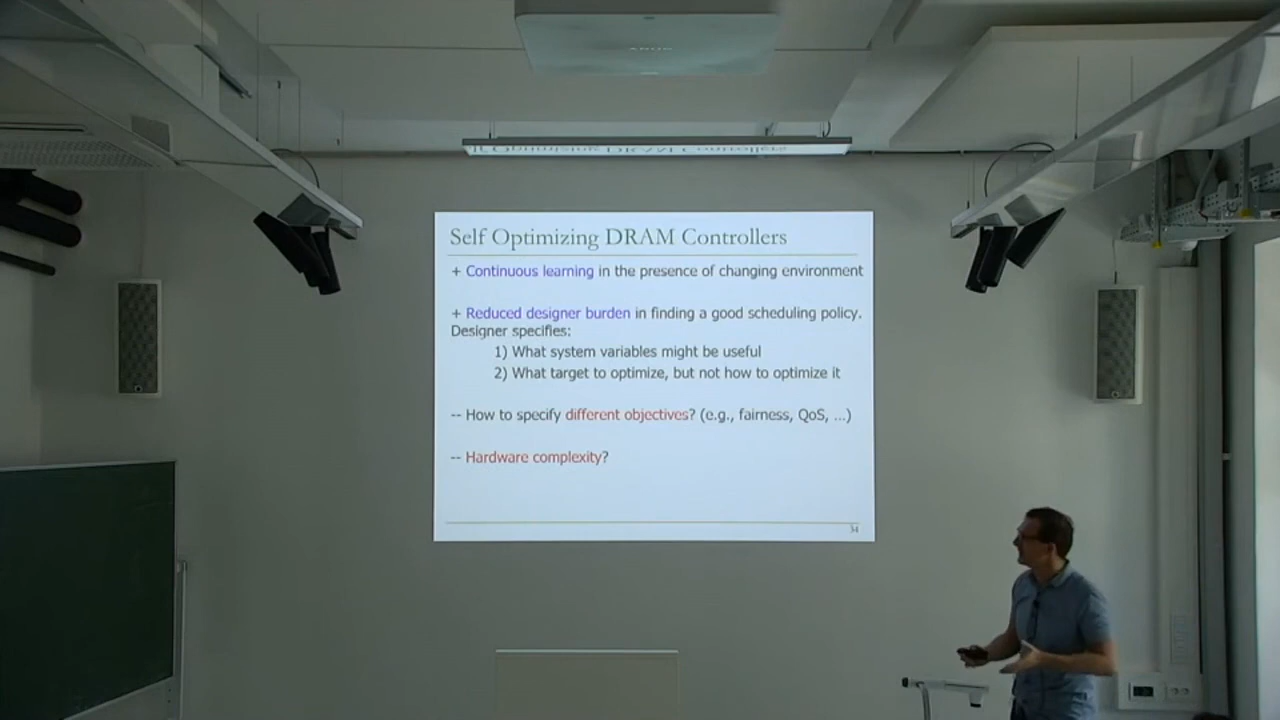 Self Optimizing DRAM Controllers
+ Continuous learning in the presence of changing environment
+ Reduced designer burden in finding a good scheduling policy.
Designer specifies:
1) What system variables might be useful
2) What target to optimize, but not how to optimize it
-- How to specify different objectives? (e.g., fairness, QoS, ...)
-- Hardware complexity?
34